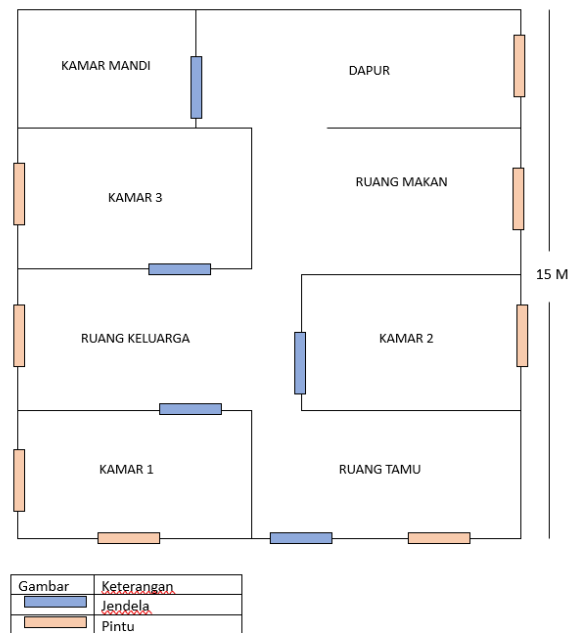 KAMAR MANDI
DAPUR
RUANG MAKAN
KAMAR 3
15 M
RUANG KELUARGA
KAMAR 2
KAMAR 1
RUANG TAMU
Gambar Keterangan
Jendela
Pintu